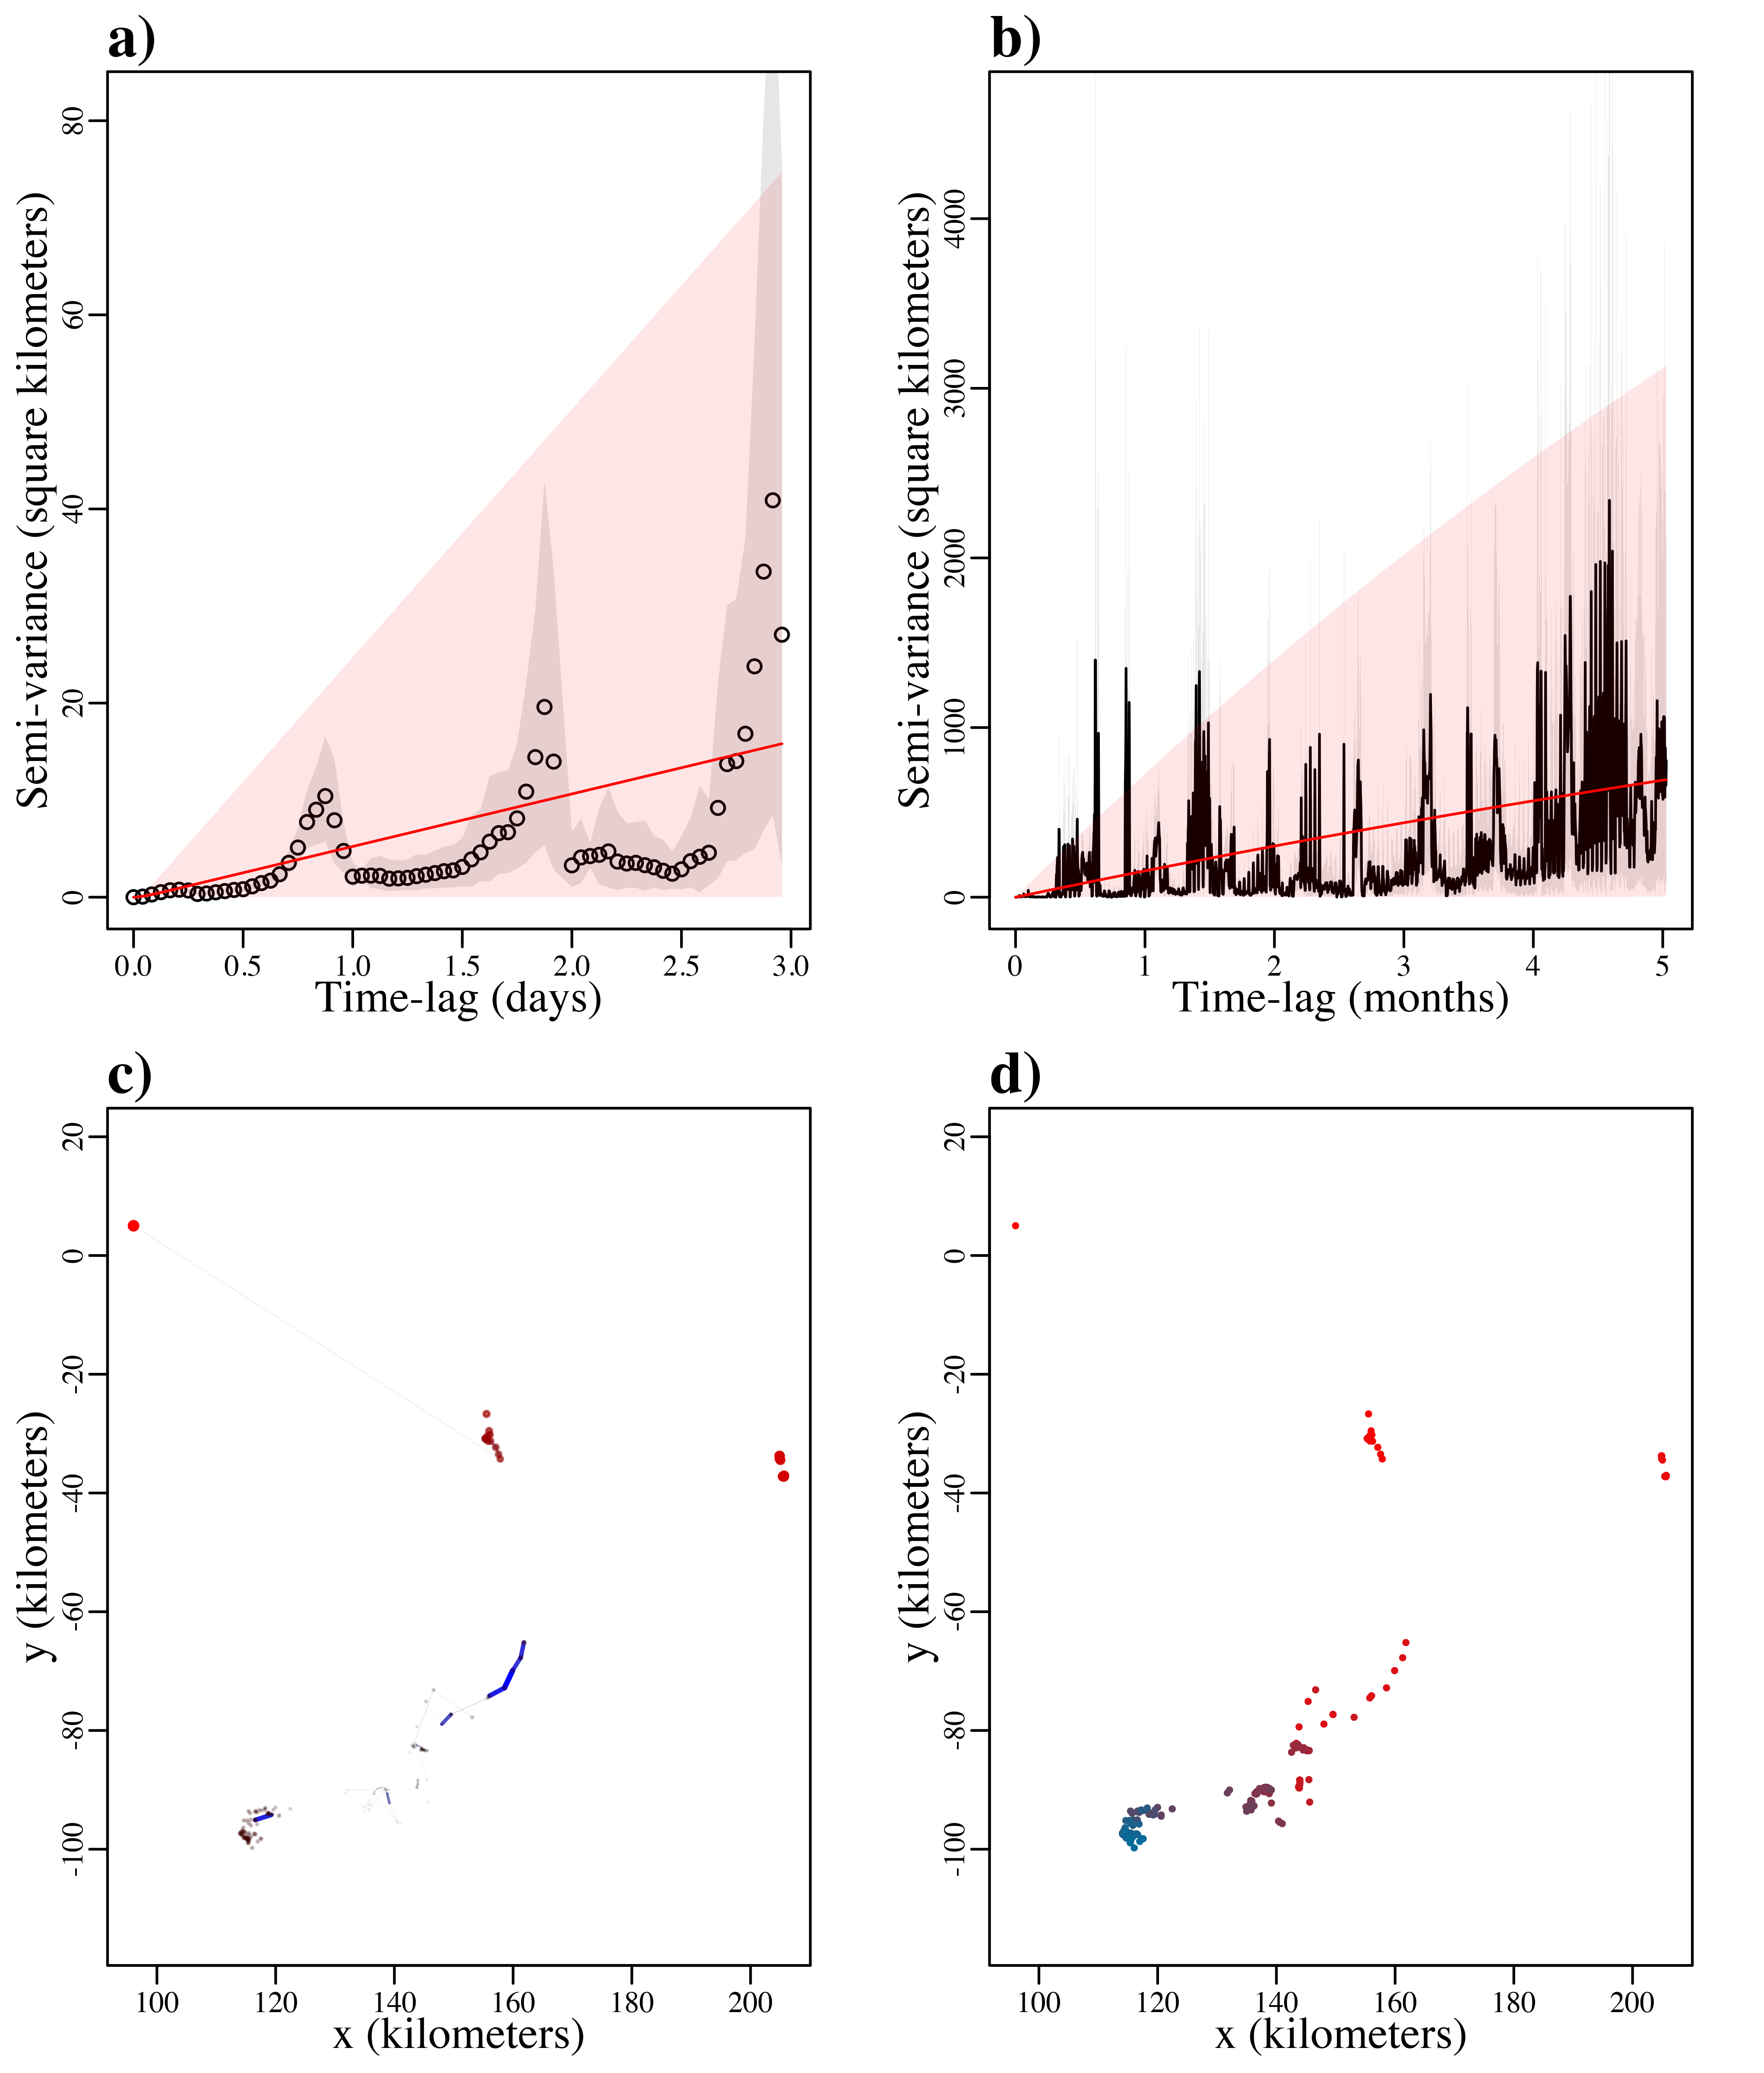 a)
Semi-variance (square kilometers)
0 20 40 60 80
0.0 0.5 1.0 1.5 2.0 2.5 3.0
Time-lag (days)
b)
Semi-variance (square kilometers)
0 1000 2000 3000 4000
0 1 2 3 4 5
Time-lag (months)
c)
y (kilometers)
-100 -80 -60 -40 -20 0 20
100 120 140 160 180 200
x (kilometers)
d)
y (kilometers)
-100 -80 -60 -40 -20 0 20
100 120 140 160 180 200
x (kilometers)